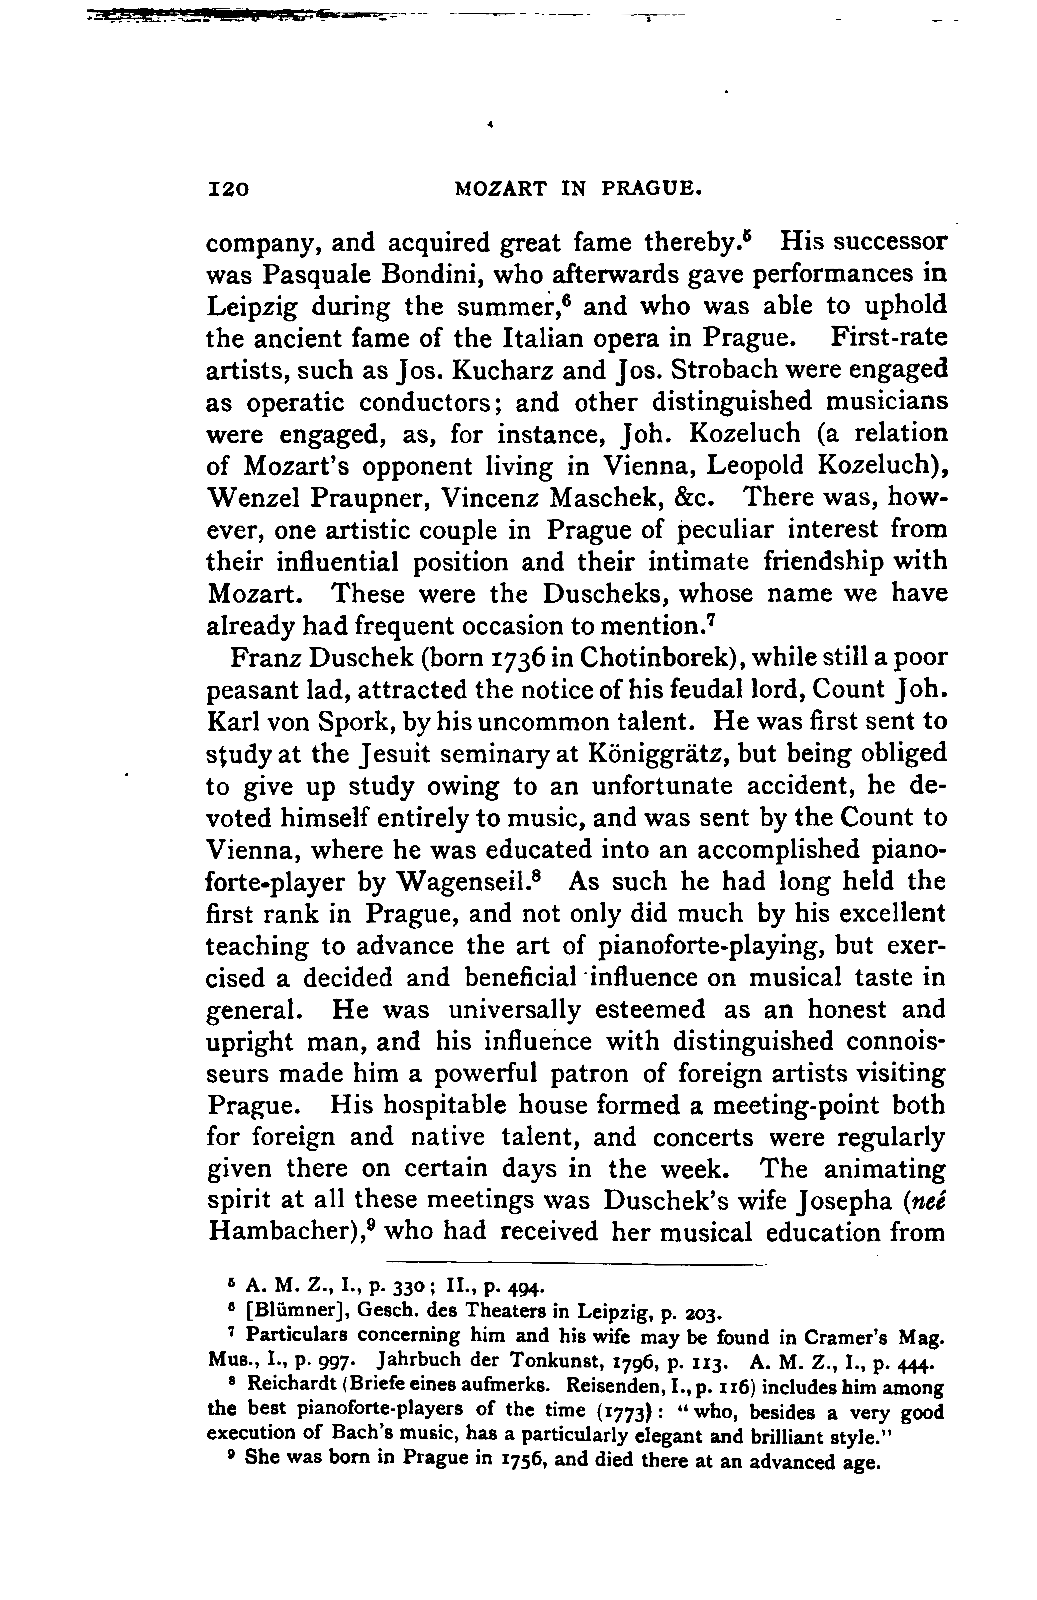 120 MOZART IN PRAGUE.
company, and acquired great fame thereby.⁵ His successor
was Pasquale Bondini, who afterwards gave performances in
Leipzig during the summer,⁶ and who was able to uphold
the ancient fame of the Italian opera in Prague. First-rate
artists, such as Jos. Kucharz and Jos. Strobach were engaged
as operatic conductors; and other distinguished musicians
were engaged, as, for instance, Joh. Kozeluch (a relation
of Mozart's opponent living in Vienna, Leopold Kozeluch),
Wenzel Praupner, Vincenz Maschek, &c. There was, how-
ever, one artistic couple in Prague of peculiar interest from
their influential position and their intimate friendship with
Mozart. These were the Duscheks, whose name we have
already had frequent occasion to mention.⁷
Franz Duschek (born 1736 in Chotinborek), while still a poor
peasant lad, attracted the notice of his feudal lord, Count Joh.
Karl von Spork, by his uncommon talent. He was first sent to
study at the Jesuit seminary at Königgrätz, but being obliged
to give up study owing to an unfortunate accident, he de-
voted himself entirely to music, and was sent by the Count to
Vienna, where he was educated into an accomplished piano-
forte-player by Wagenseil.⁸ As such he had long held the
first rank in Prague, and not only did much by his excellent
teaching to advance the art of pianoforte-playing, but exer-
cised a decided and beneficial influence on musical taste in
general. He was universally esteemed as an honest and
upright man, and his influence with distinguished connois-
seurs made him a powerful patron of foreign artists visiting
Prague. His hospitable house formed a meeting-point both
for foreign and native talent, and concerts were regularly
given there on certain days in the week. The animating
spirit at all these meetings was Duschek's wife Josepha (neé
Hambacher),⁹ who had received her musical education from
⁵ A. M. Z., I., p. 330; II., p. 494.
⁶ [Blümner], Gesch. des Theaters in Leipzig, p. 203.
⁷ Particulars concerning him and his wife may be found in Cramer's Mag.
Mus., I., p. 997. Jahrbuch der Tonkunst, 1796, p. 113. A. M. Z., I., p. 444.
⁸ Reichardt (Briefe eines aufmerks. Reisenden, I., p. 116) includes him among
the best pianoforte-players of the time (1773): "who, besides a very good
execution of Bach's music, has a particularly elegant and brilliant style."
⁹ She was born in Prague in 1756, and died there at an advanced age.